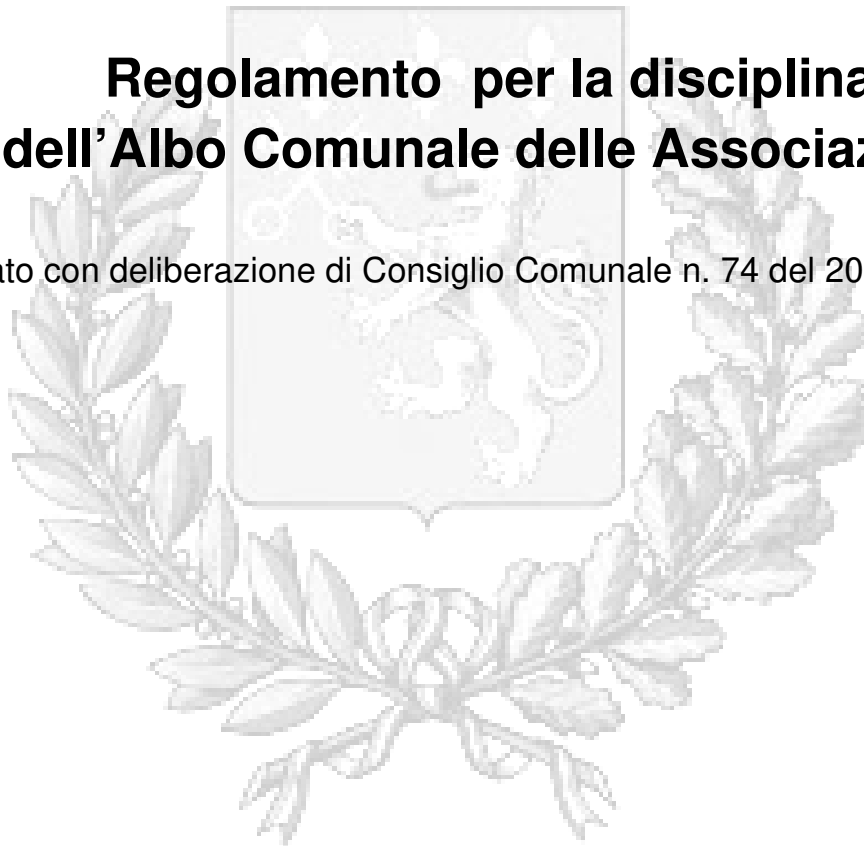 Regolamento per la disciplina
dell'Albo Comunale delle Associaz
ato con deliberazione di Consiglio Comunale n. 74 del 20